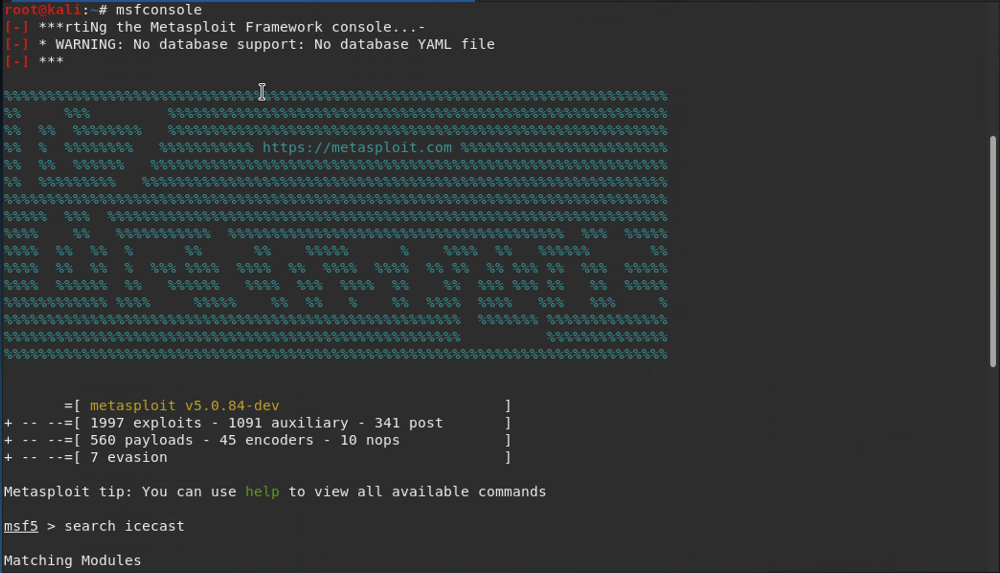 root@kali:~# msfconsole
[-] ***rtiNg the Metasploit Framework console...-
[-] * WARNING: No database support: No database YAML file
[-] ***
%%%%%%%%%%%%%%%%%%%%%%%%%%%%%%%%%%%%%%%%%%%%%%%%%%%%%%%%%%%%%%%%%%%%%%%%%%%%%%%
%%     %%%         %%%%%%%%%%%%%%%%%%%%%%%%%%%%%%%%%%%%%%%%%%%%%%%%%%%%%%%%%%
%%  %%  %%%%%%%%   %%%%%%%%%%%%%%%%%%%%%%%%%%%%%%%%%%%%%%%%%%%%%%%%%%%%%%%%%%
%%  %  %%%%%%%%   %%%%%%%%%%% https://metasploit.com %%%%%%%%%%%%%%%%%%%%%%%%
%%  %%  %%%%%%   %%%%%%%%%%%%%%%%%%%%%%%%%%%%%%%%%%%%%%%%%%%%%%%%%%%%%%%%%%%%
%%  %%%%%%%%%   %%%%%%%%%%%%%%%%%%%%%%%%%%%%%%%%%%%%%%%%%%%%%%%%%%%%%%%%%%%%%
%%%%%%%%%%%%%%%%%%%%%%%%%%%%%%%%%%%%%%%%%%%%%%%%%%%%%%%%%%%%%%%%%%%%%%%%%%%%%%%
%%%%%  %%%  %%%%%%%%%%%%%%%%%%%%%%%%%%%%%%%%%%%%%%%%%%%%%%%%%%%%%%%%%%%%%%%%%
%%%%    %%   %%%%%%%%%%%  %%%%%%%%%%%%%%%%%%%%%%%%%%%%%%%%%%%%%%%  %%%  %%%%%
%%%%  %%  %%  %      %%      %%    %%%%%      %    %%%%  %%   %%%%%%       %%
%%%%  %%  %%  %  %%% %%%%  %%%%  %%  %%%%  %%%%  %% %%  %% %%% %%  %%%  %%%%%
%%%%  %%%%%%  %%   %%%%%%   %%%%  %%%  %%%%  %%    %%  %%% %%% %%   %%  %%%%%
%%%%%%%%%%%% %%%%     %%%%%    %%  %%   %    %%  %%%%  %%%%   %%%   %%%     %
%%%%%%%%%%%%%%%%%%%%%%%%%%%%%%%%%%%%%%%%%%%%%%%%%%%%%  %%%%%%% %%%%%%%%%%%%%%
%%%%%%%%%%%%%%%%%%%%%%%%%%%%%%%%%%%%%%%%%%%%%%%%%%%%%          %%%%%%%%%%%%%%
%%%%%%%%%%%%%%%%%%%%%%%%%%%%%%%%%%%%%%%%%%%%%%%%%%%%%%%%%%%%%%%%%%%%%%%%%%%%%%%
=[ metasploit v5.0.84-dev ]
+ -- --=[ 1997 exploits - 1091 auxiliary - 341 post ]
+ -- --=[ 560 payloads - 45 encoders - 10 nops ]
+ -- --=[ 7 evasion ]
Metasploit tip: You can use help to view all available commands
msf5 > search icecast
Matching Modules